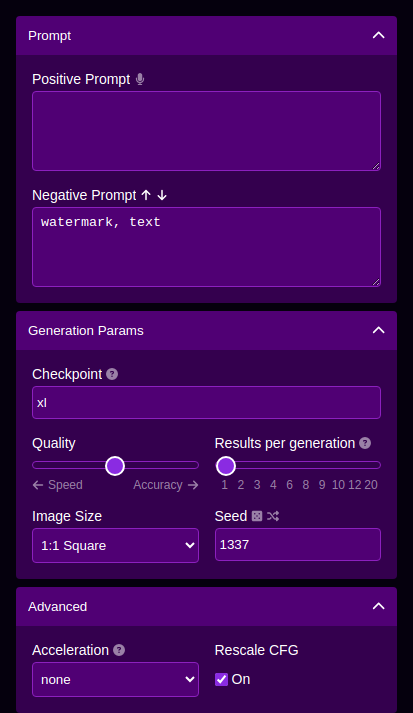 Prompt
Positive Prompt
Negative Prompt
watermark, text
Generation Params
Checkpoint
xl
Quality
Results per generation
Speed
Accuracy
1 2 3 4 6 8 9 10 12 20
Image Size
Seed
1:1 Square
1337
Advanced
Acceleration
Rescale CFG
none
On